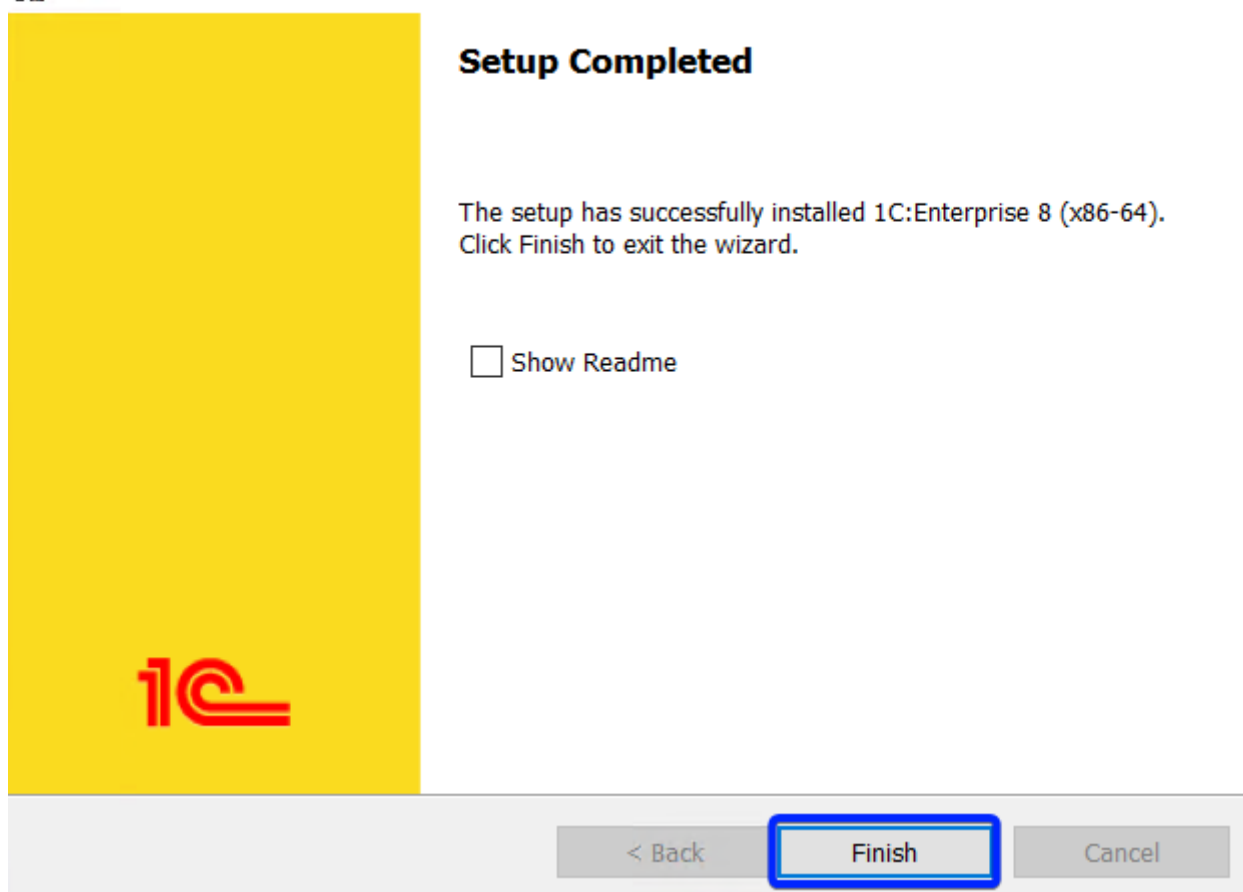 Setup Completed
The setup has successfully installed 1C:Enterprise 8 (x86-64).
Click Finish to exit the wizard.
Show Readme
1C
< Back
Finish
Cancel